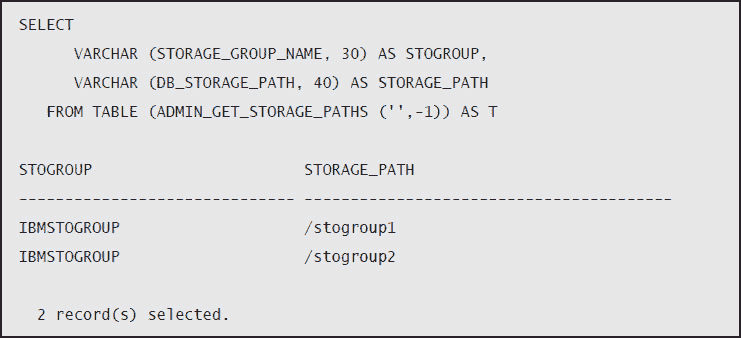 SELECT
VARCHAR (STORAGE_GROUP_NAME, 30) AS STOGROUP,
VARCHAR (DB_STORAGE_PATH, 40) AS STORAGE_PATH
FROM TABLE (ADMIN_GET_STORAGE_PATHS ('',-1)) AS T
STOGROUP STORAGE_PATH
------------------------------ ----------------------------------------
IBMSTOGROUP /stogroup1
IBMSTOGROUP /stogroup2
2 record(s) selected.